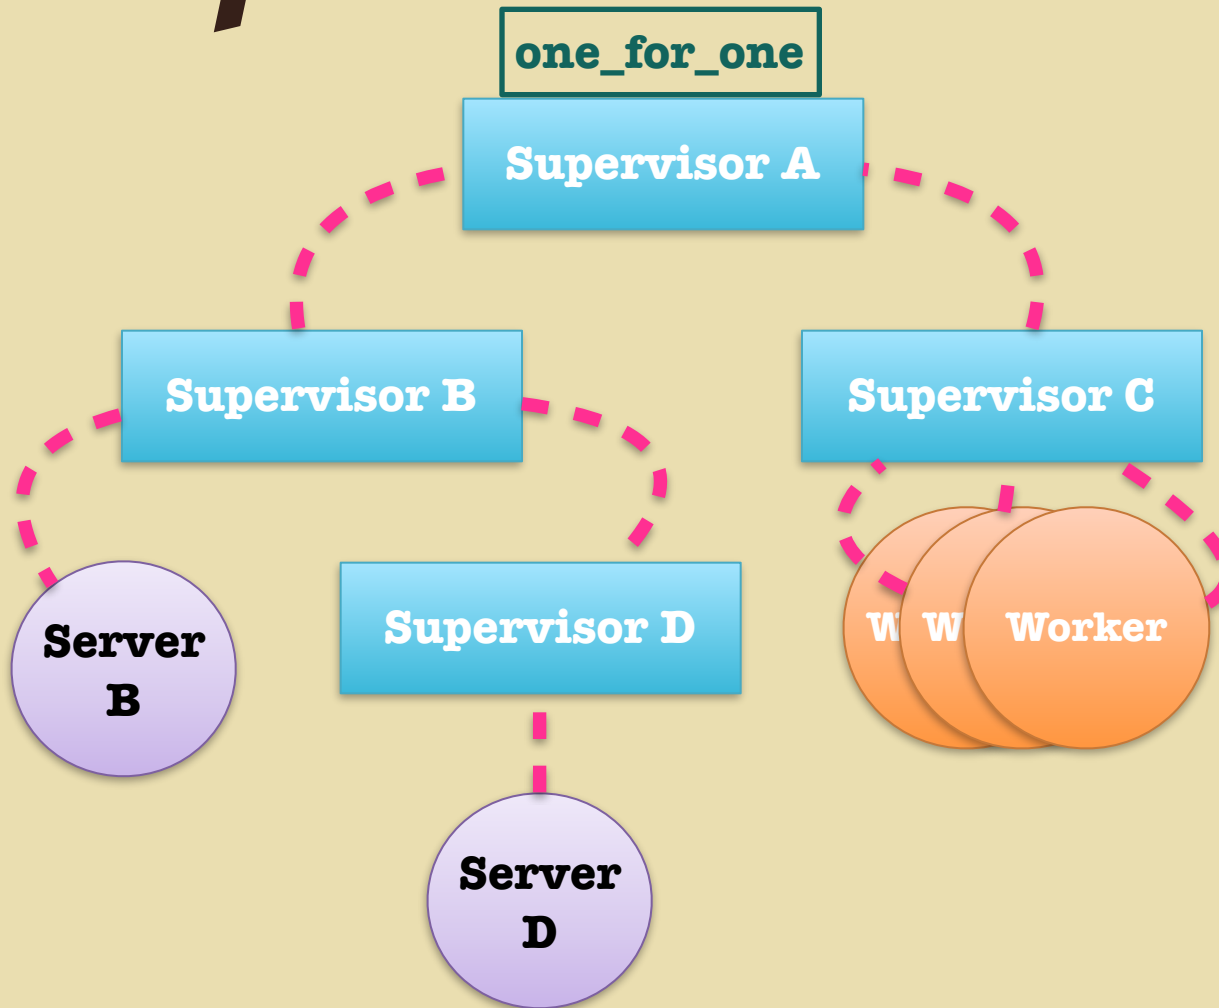 one_for_one
Supervisor A
Supervisor B
Supervisor C
Server
B
Supervisor D
W
W
Worker
Server
D